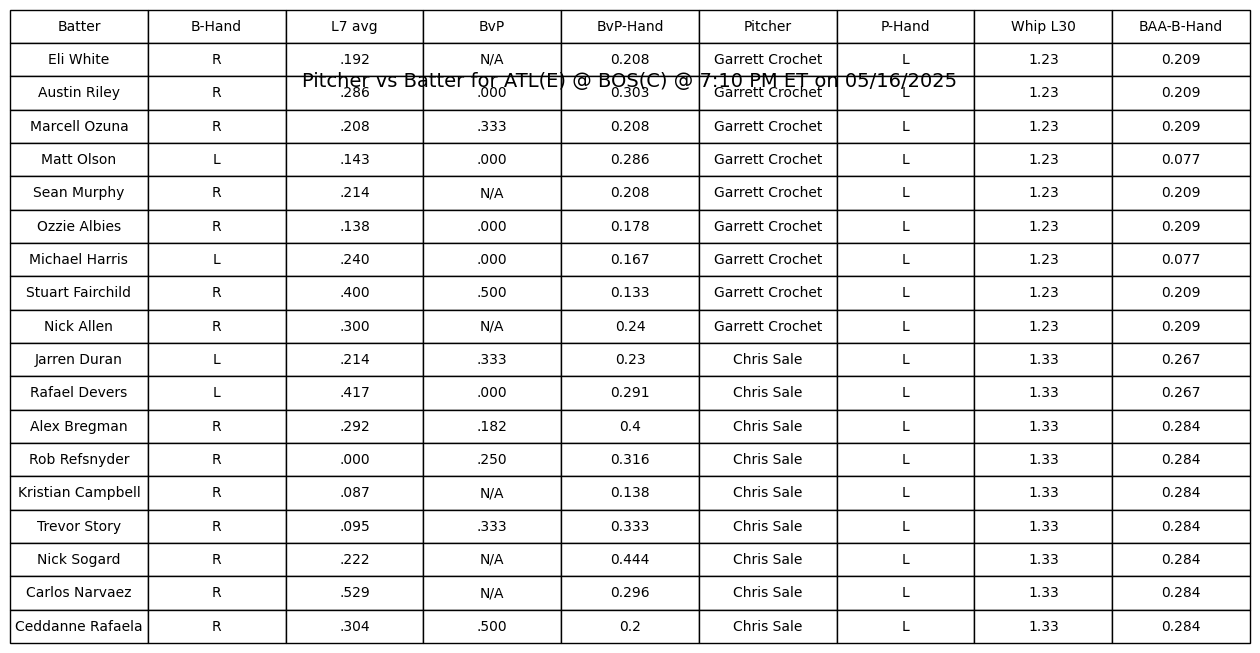 Batter B-Hand L7 avg BvP BvP-Hand Pitcher P-Hand Whip L30 BAA-B-Hand
Eli White R .192 N/A 0.208 Garrett Crochet L 1.23 0.209
Pitcher vs Batter for ATL(E) @ BOS(C) @ 7:10 PM ET on 05/16/2025
Austin Riley R .286 .000 0.303 Garrett Crochet L 1.23 0.209
Marcell Ozuna R .208 .333 0.208 Garrett Crochet L 1.23 0.209
Matt Olson L .143 .000 0.286 Garrett Crochet L 1.23 0.077
Sean Murphy R .214 N/A 0.208 Garrett Crochet L 1.23 0.209
Ozzie Albies R .138 .000 0.178 Garrett Crochet L 1.23 0.209
Michael Harris L .240 .000 0.167 Garrett Crochet L 1.23 0.077
Stuart Fairchild R .400 .500 0.133 Garrett Crochet L 1.23 0.209
Nick Allen R .300 N/A 0.24 Garrett Crochet L 1.23 0.209
Jarren Duran L .214 .333 0.23 Chris Sale L 1.33 0.267
Rafael Devers L .417 .000 0.291 Chris Sale L 1.33 0.267
Alex Bregman R .292 .182 0.4 Chris Sale L 1.33 0.284
Rob Refsnyder R .000 .250 0.316 Chris Sale L 1.33 0.284
Kristian Campbell R .087 N/A 0.138 Chris Sale L 1.33 0.284
Trevor Story R .095 .333 0.333 Chris Sale L 1.33 0.284
Nick Sogard R .222 N/A 0.444 Chris Sale L 1.33 0.284
Carlos Narvaez R .529 N/A 0.296 Chris Sale L 1.33 0.284
Ceddanne Rafaela R .304 .500 0.2 Chris Sale L 1.33 0.284